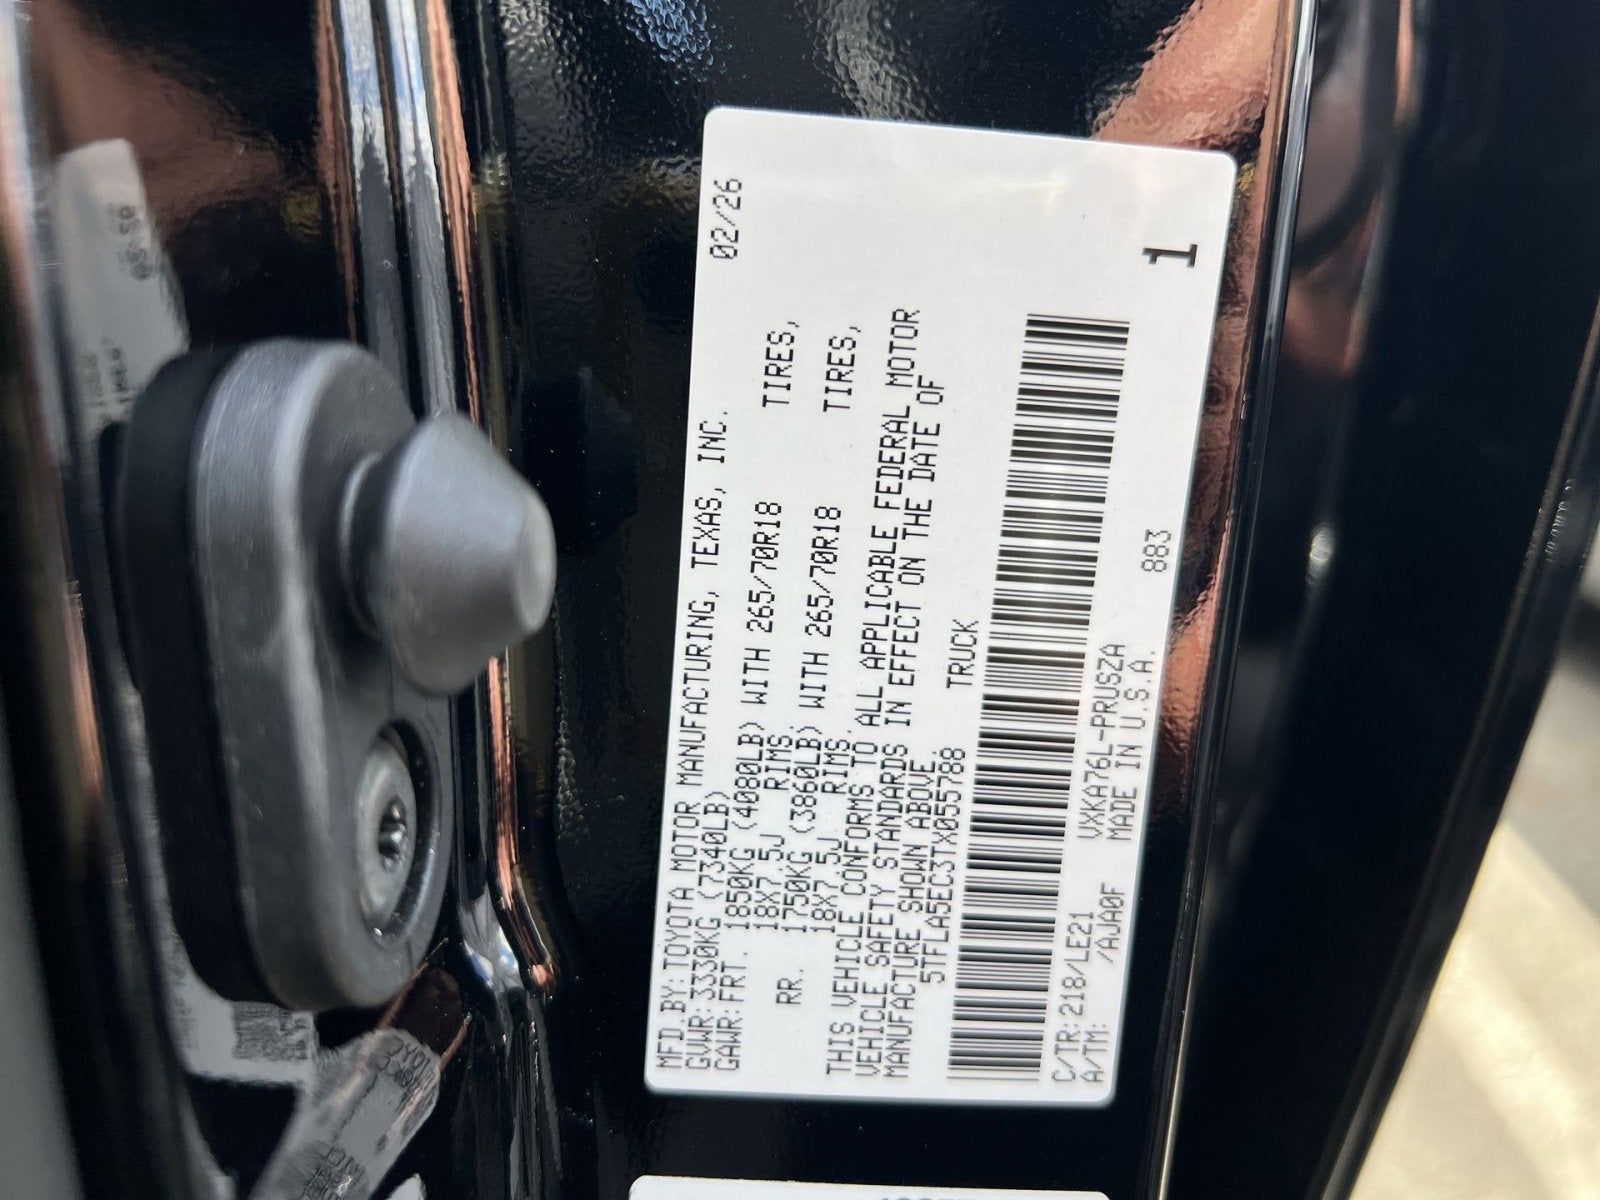 02/26
MFD.BY:TOYOTA MOTOR MANUFACTURING, TEXAS, INC.
GVWR:3330KG (7340LB)
GAWR:FRT. 1850KG (4080LB) WITH 265/70R18 TIRES,
18X7.5J RIMS
RR. 1750KG (3860LB) WITH 265/70R18 TIRES,
18X7.5J RIMS.
THIS VEHICLE CONFORMS TO ALL APPLICABLE FEDERAL MOTOR
VEHICLE SAFETY STANDARDS IN EFFECT ON THE DATE OF
MANUFACTURE SHOWN ABOVE.
5TFLA5EC3TX055788 TRUCK
C/TR:218/LE21 VXKA76L-PRUSZA 883
A/TM: /AJA0F MADE IN U.S.A.
1